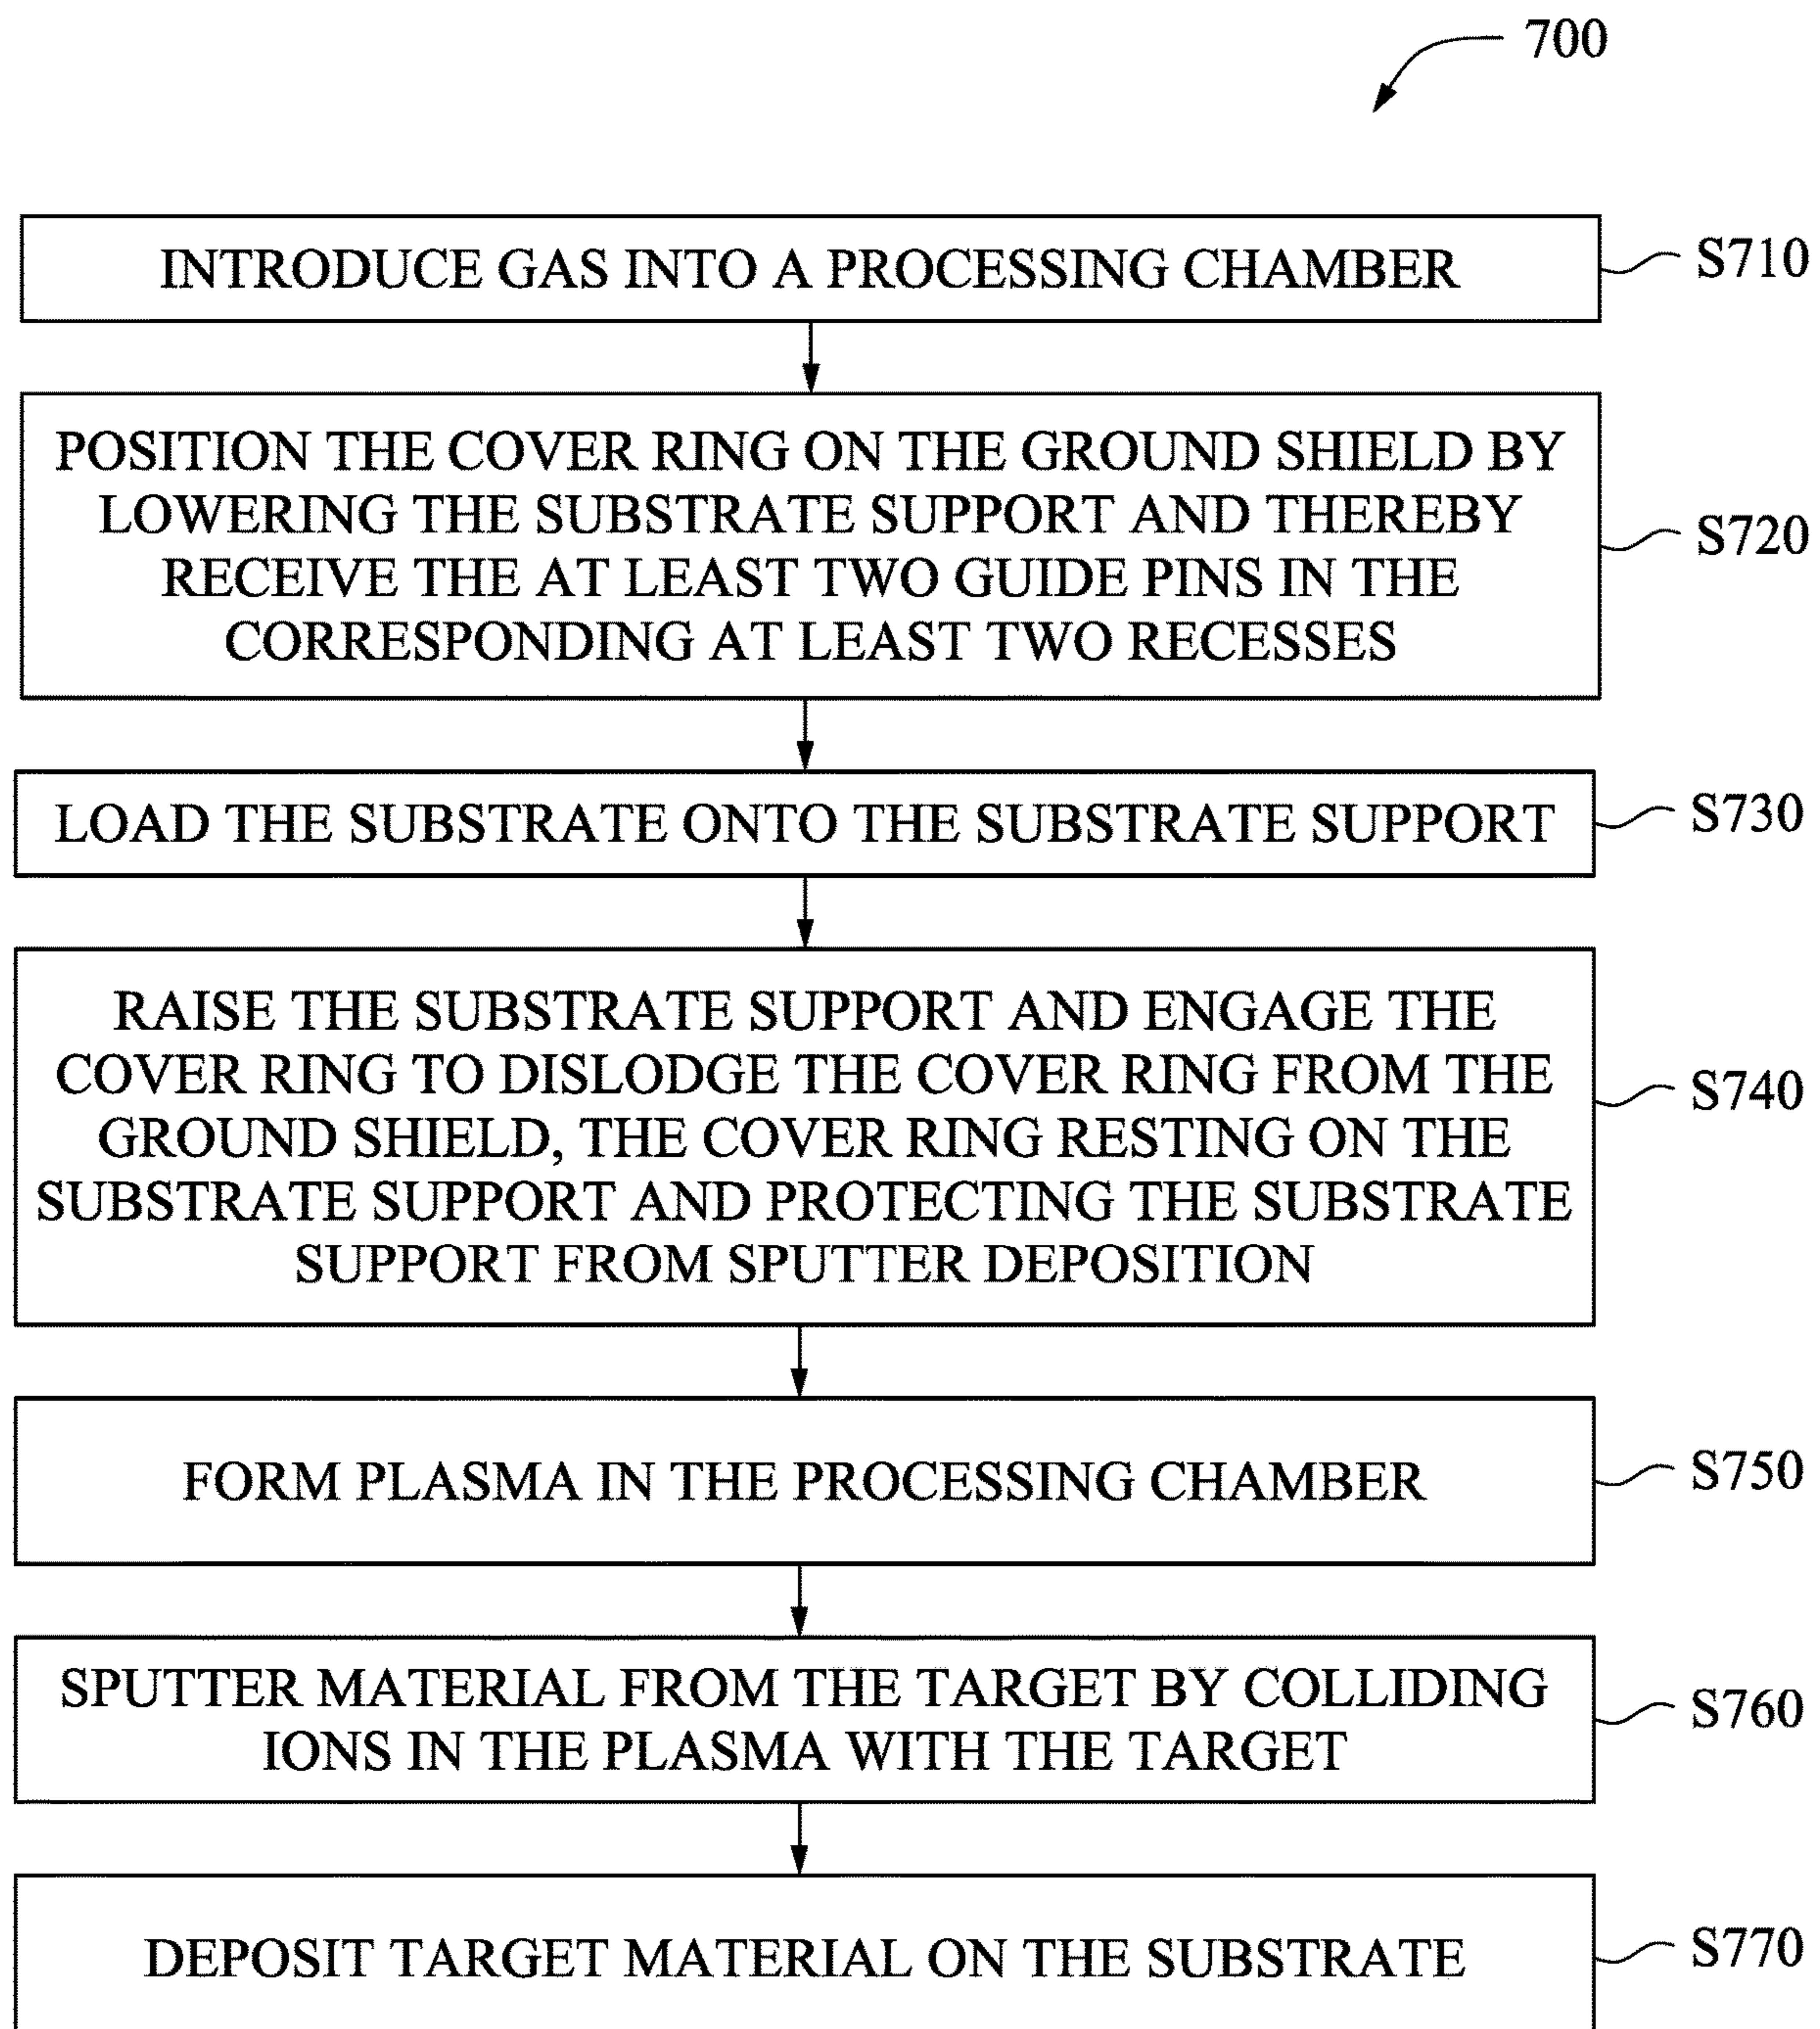 700
INTRODUCE GAS INTO A PROCESSING CHAMBER
S710
POSITION THE COVER RING ON THE GROUND SHIELD BY
LOWERING THE SUBSTRATE SUPPORT AND THEREBY
RECEIVE THE AT LEAST TWO GUIDE PINS IN THE
CORRESPONDING AT LEAST TWO RECESSES
S720
LOAD THE SUBSTRATE ONTO THE SUBSTRATE SUPPORT
S730
RAISE THE SUBSTRATE SUPPORT AND ENGAGE THE
COVER RING TO DISLODGE THE COVER RING FROM THE
GROUND SHIELD, THE COVER RING RESTING ON THE
SUBSTRATE SUPPORT AND PROTECTING THE SUBSTRATE
SUPPORT FROM SPUTTER DEPOSITION
S740
FORM PLASMA IN THE PROCESSING CHAMBER
S750
SPUTTER MATERIAL FROM THE TARGET BY COLLIDING
IONS IN THE PLASMA WITH THE TARGET
S760
DEPOSIT TARGET MATERIAL ON THE SUBSTRATE
S770